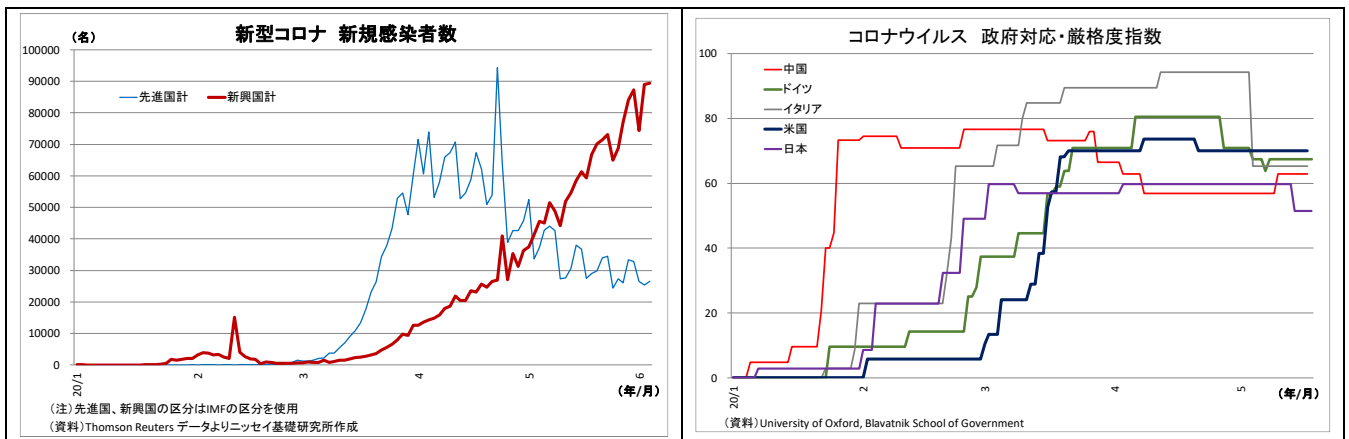 新型コロナ 新規感染者数
(名)
100000
90000
80000
70000
60000
50000
40000
30000
20000
10000
0
先進国計
新興国計
20/1
2
3
4
5
6
(年/月)
(注)先進国、新興国の区分はIMFの区分を使用
(資料)Thomson Reuters データよりニッセイ基礎研究所作成
コロナウイルス 政府対応・厳格度指数
100
80
60
40
20
0
中国
ドイツ
イタリア
米国
日本
20/1
2
3
4
5
(年/月)
(資料)University of Oxford, Blavatnik School of Government